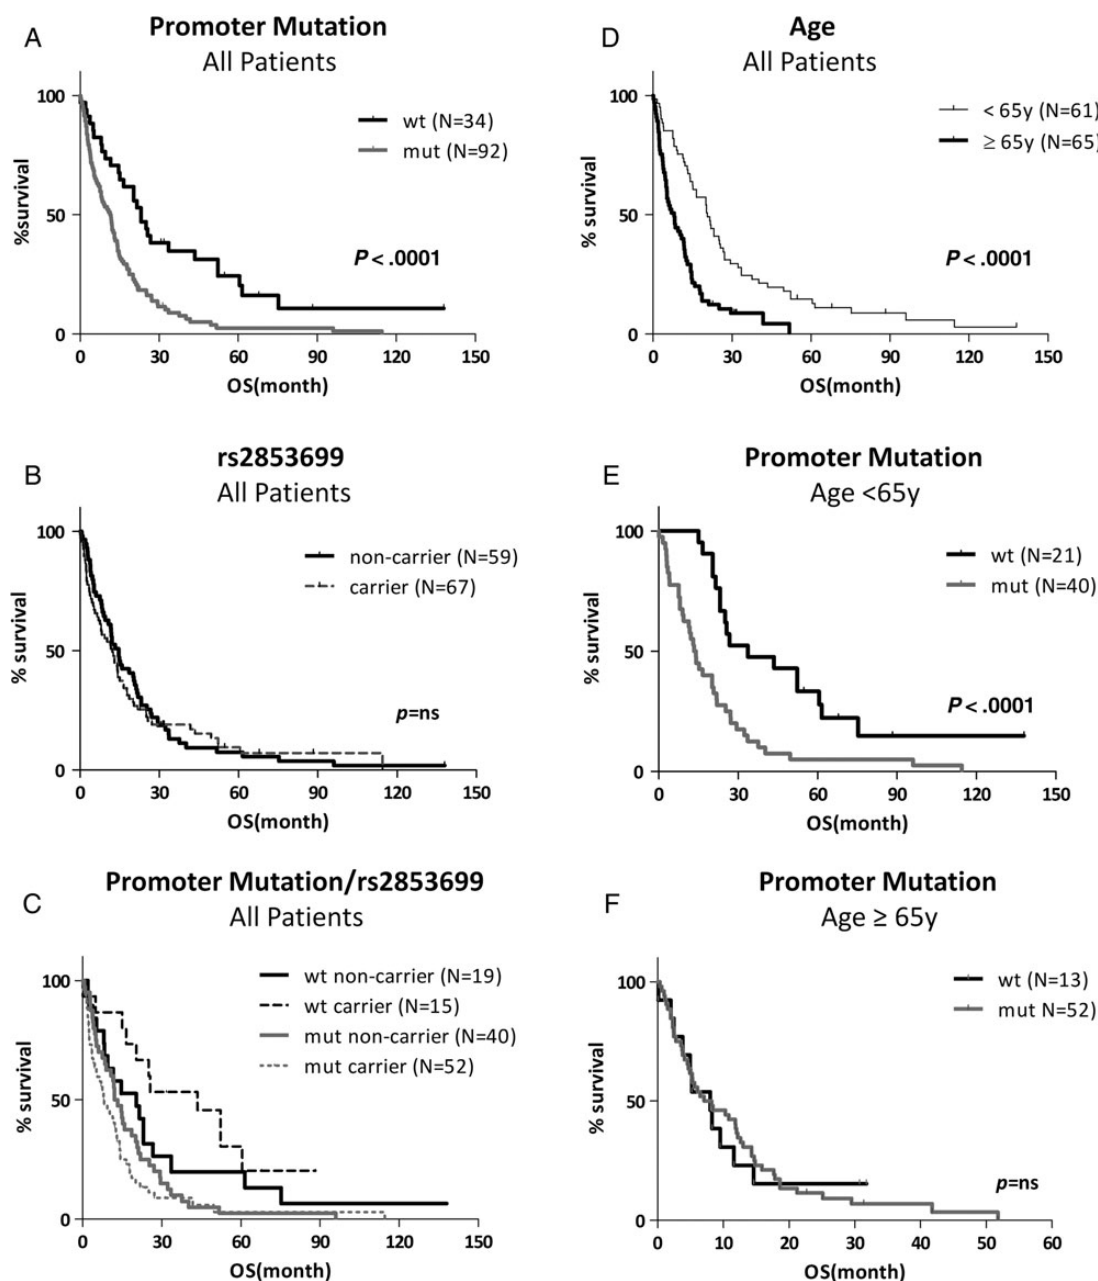 A
Promoter Mutation
All Patients
100
50
0
%survival
wt (N=34)
mut (N=92)
P < .0001
0 30 60 90 120 150
OS(month)
D
Age
All Patients
100
50
0
% survival
< 65y (N=61)
≥ 65y (N=65)
P < .0001
0 30 60 90 120 150
OS(month)
B
rs2853699
All Patients
100
50
0
% survival
non-carrier (N=59)
carrier (N=67)
p=ns
0 30 60 90 120 150
OS(month)
E
Promoter Mutation
Age <65y
100
50
0
% survival
wt (N=21)
mut (N=40)
P < .0001
0 30 60 90 120 150
OS(month)
C
Promoter Mutation/rs2853699
All Patients
100
50
0
% survival
wt non-carrier (N=19)
wt carrier (N=15)
mut non-carrier (N=40)
mut carrier (N=52)
0 30 60 90 120 150
OS(month)
F
Promoter Mutation
Age ≥ 65y
100
50
0
% survival
wt (N=13)
mut N=52)
p=ns
0 10 20 30 40 50 60
OS(month)